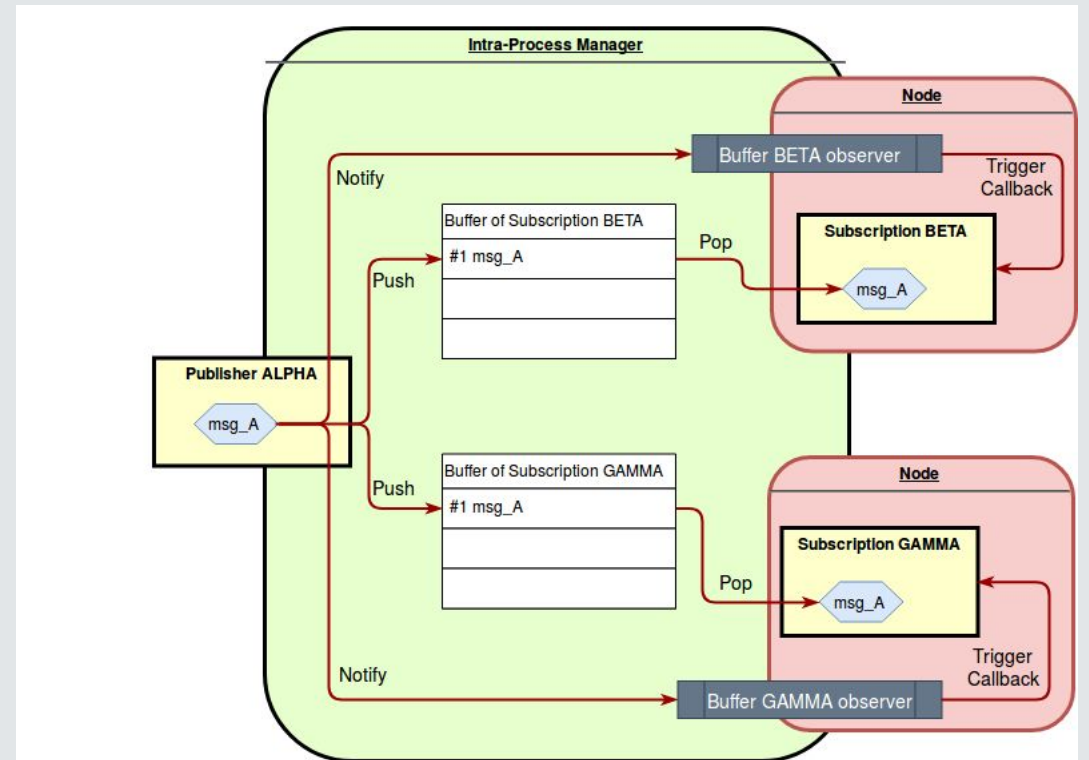 Intra-Process Manager
Node
Buffer BETA observer
Notify
Trigger
Callback
Buffer of Subscription BETA
#1 msg_A
Push
Pop
Subscription BETA
msg_A
Publisher ALPHA
msg_A
Buffer of Subscription GAMMA
#1 msg_A
Push
Pop
Node
Subscription GAMMA
msg_A
Trigger
Callback
Notify
Buffer GAMMA observer